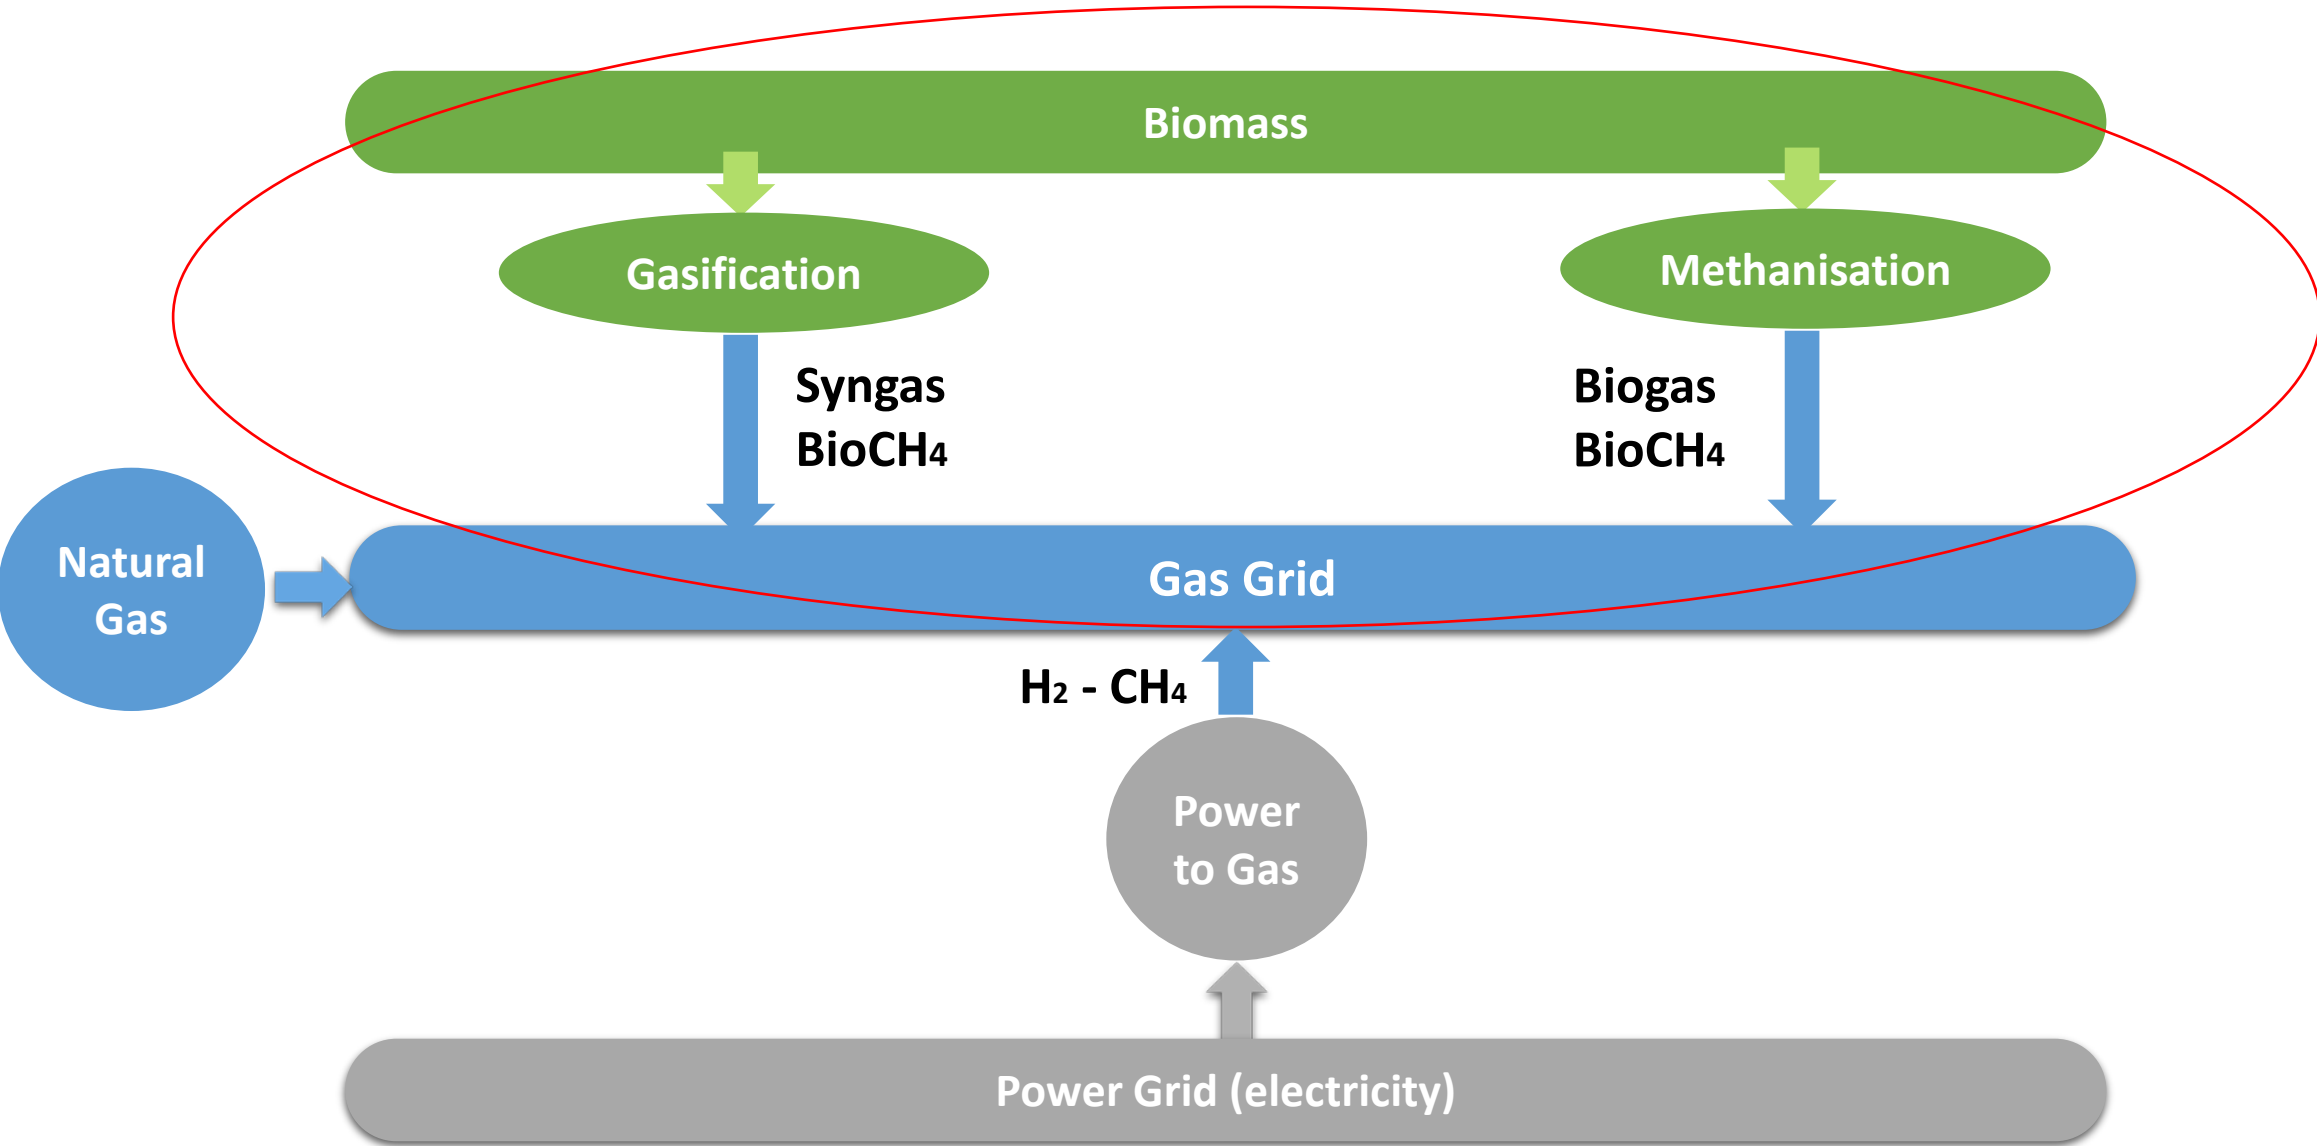 Biomass
Gasification
Methanisation
Syngas
BioCH4
Biogas
BioCH4
Natural
Gas
Gas Grid
H2 - CH4
Power
to Gas
Power Grid (electricity)